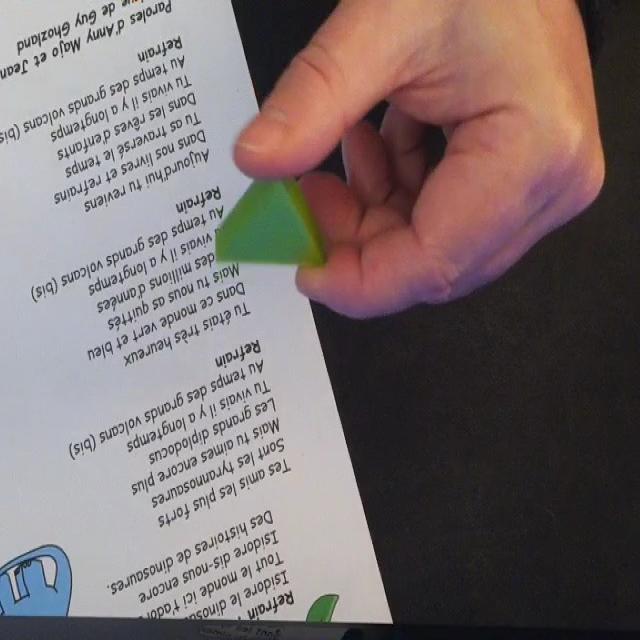 Refrain
Isidore le
Tout le monde ici
Isidore dis-nous encore
Des histoires de dinosaures.
Tes amis les plus forts
Sont les tyrannosaures
Mais tu aimes encore plus
Les grands diplodocus
Tu vivais il y a longtemps
Au temps des grands volcans (bis)
Refrain
Tu étais très heureux
Dans ce monde vert et bleu
Mais tu nous as quittés
des millions d'années
vivais il y a longtemps
Au temps des grands volcans (bis)
Refrain
Aujourd'hui tu reviens
Dans nos livres et refrains
Tu as traversé le temps
Dans les rêves d'enfants
Tu vivais il y a longtemps
Au temps des grands volcans (bis)
Refrain
Paroles d'Anny Majo et Jean
de Guy Ghozland